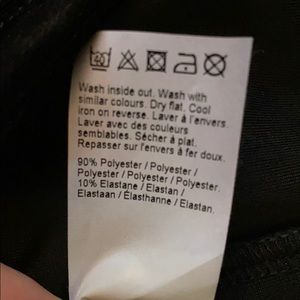 Wash inside out. Wash with
similar colours. Dry flat. Cool
iron on reverse. Laver à l'envers.
Laver avec des couleurs
semblables. Sécher à plat.
Repasser sur l'envers à fer doux.
90% Polyester / Polyester /
Polyester / Polyester / Polyester.
10% Elastane / Elastan /
Elastaan / Élasthanne / Elastan.